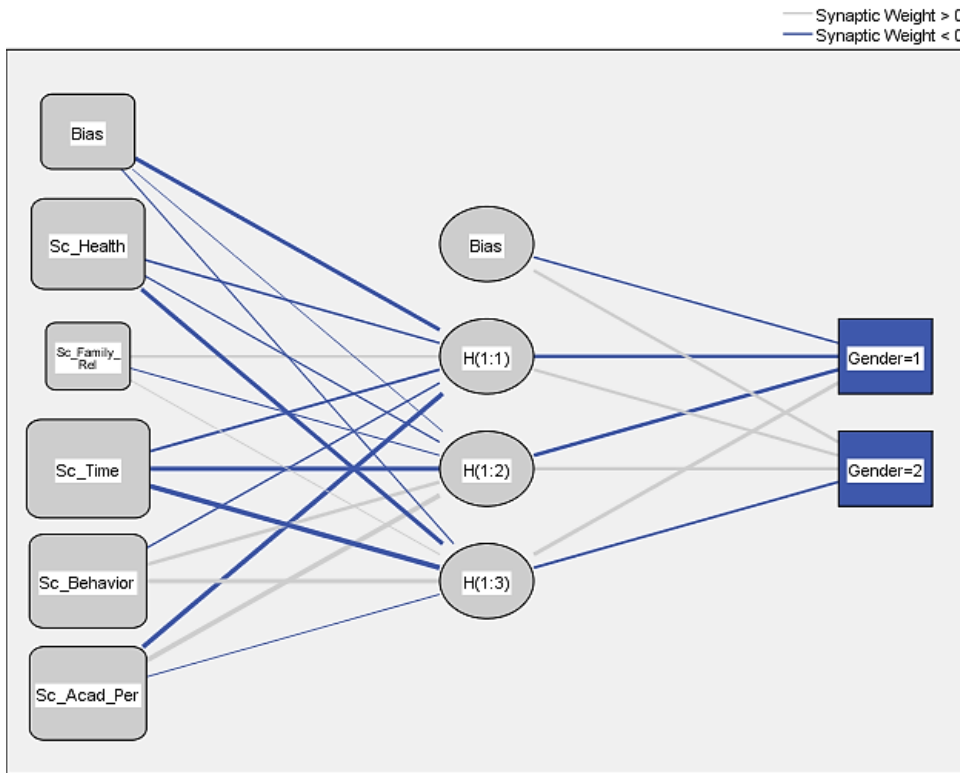 Synaptic Weight > 0
Synaptic Weight < 0
Bias
Sc_Health
Sc_Family_
Rel
Sc_Time
Sc_Behavior
Sc_Acad_Per
Bias
H(1:1)
H(1:2)
H(1:3)
Gender=1
Gender=2